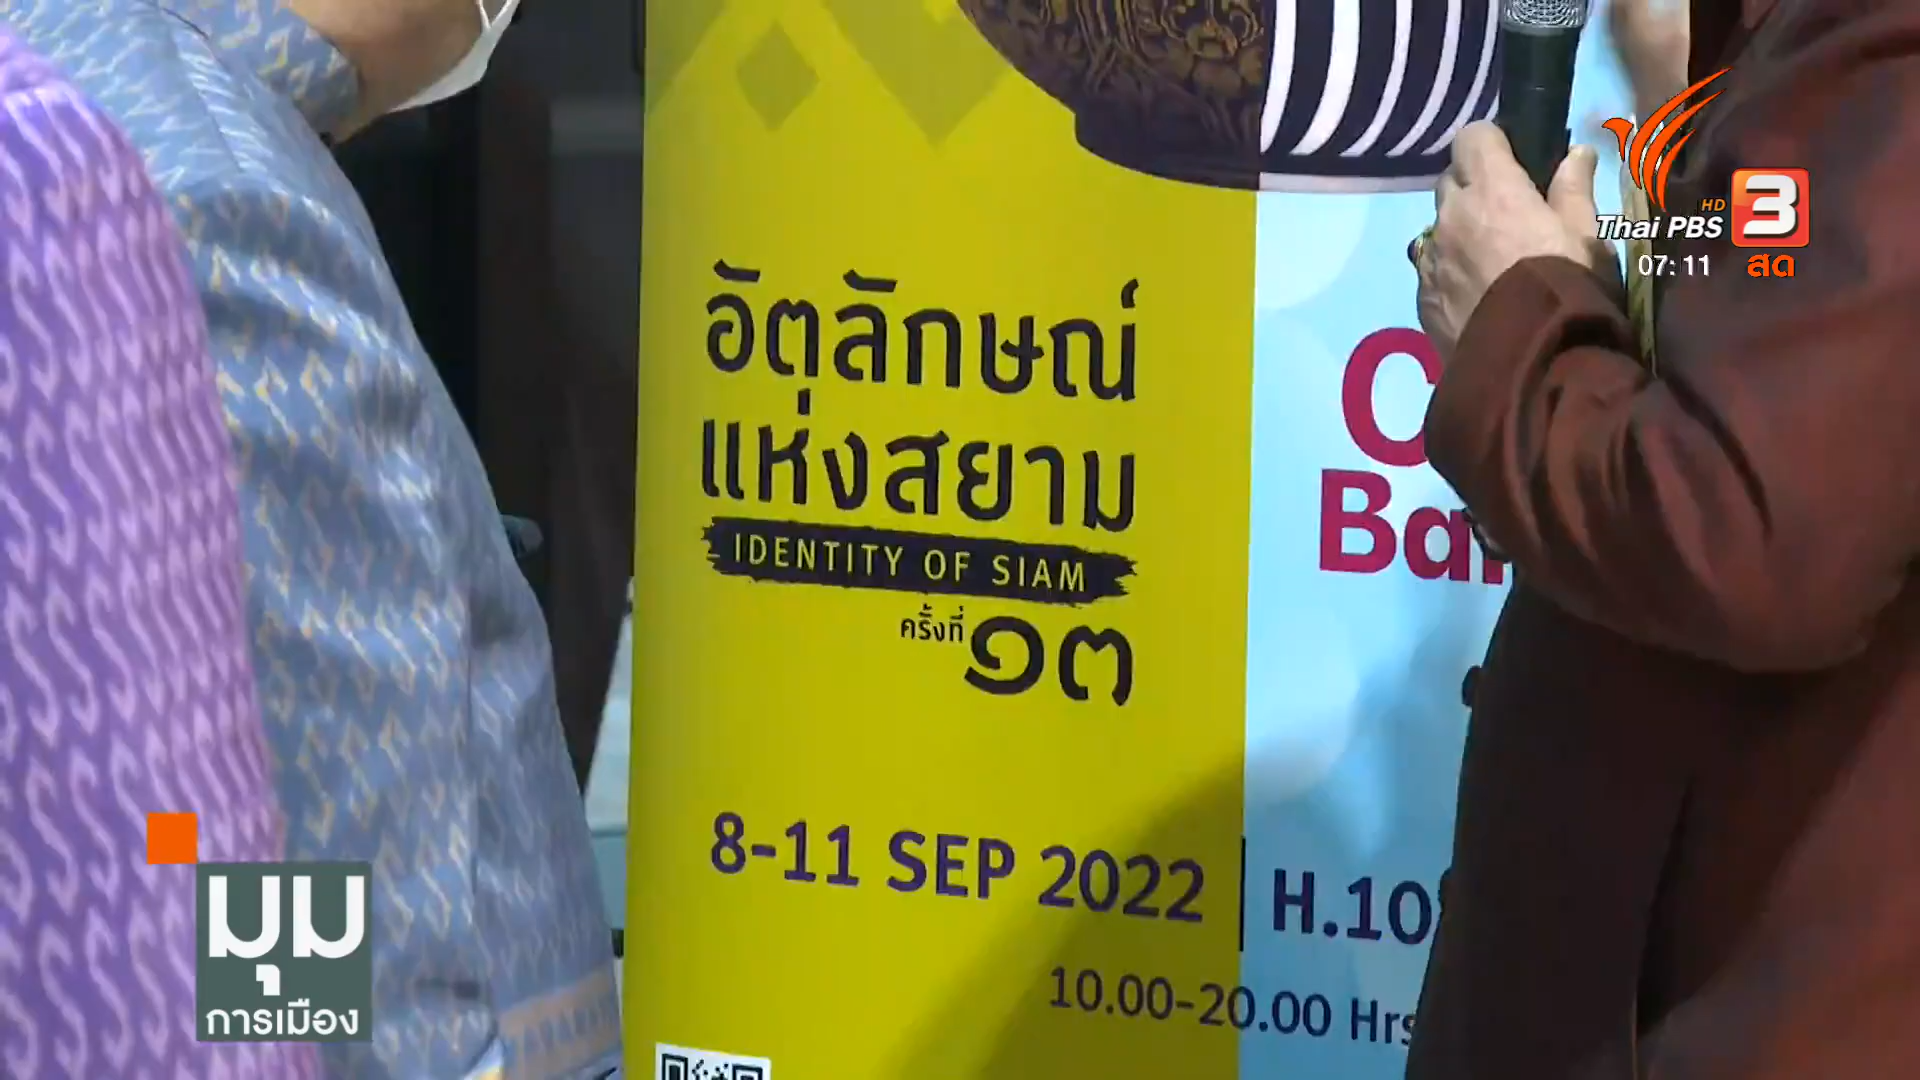 อัตลักษณ์
แห่งสยาม
IDENTITY OF SIAM
ครั้งที่ ๑๓
8-11 SEP 2022
H.10
10.00-20.00 Hrs
HD
Thai PBS 3
07:11 สด
มุม
การเมือง